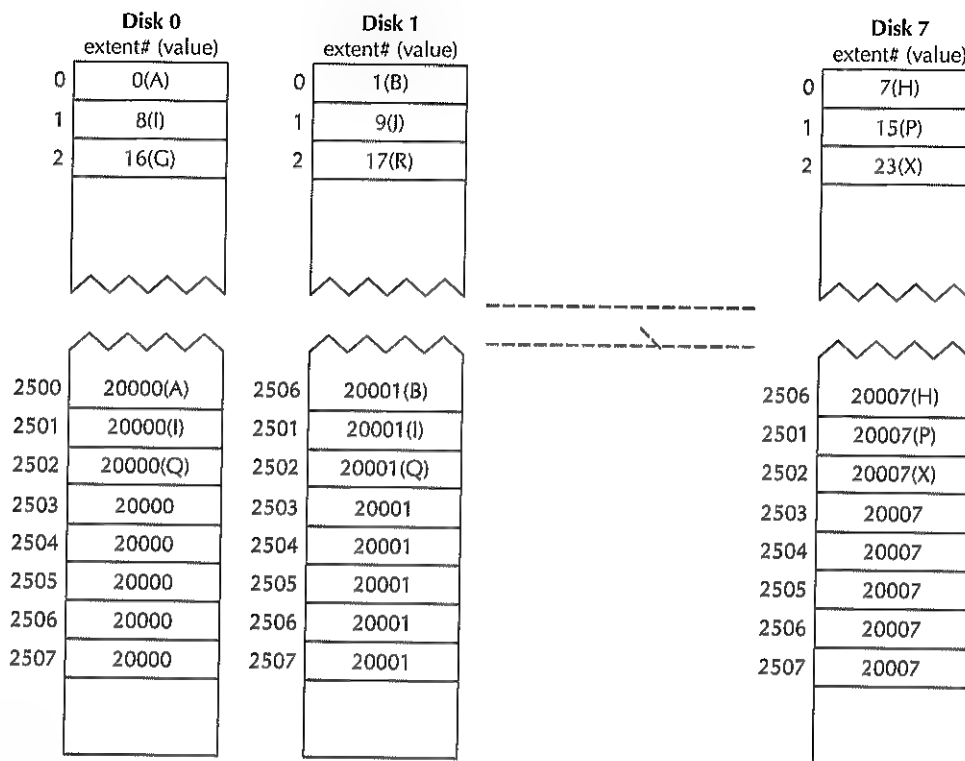 Disk 0
extent# (value)
0 0(A)
1 8(I)
2 16(G)
2500 20000(A)
2501 20000(I)
2502 20000(Q)
2503 20000
2504 20000
2505 20000
2506 20000
2507 20000
Disk 1
extent# (value)
0 1(B)
1 9(J)
2 17(R)
2506 20001(B)
2501 20001(I)
2502 20001(Q)
2503 20001
2504 20001
2505 20001
2506 20001
2507 20001
Disk 7
extent# (value)
0 7(H)
1 15(P)
2 23(X)
2506 20007(H)
2501 20007(P)
2502 20007(X)
2503 20007
2504 20007
2505 20007
2506 20007
2507 20007